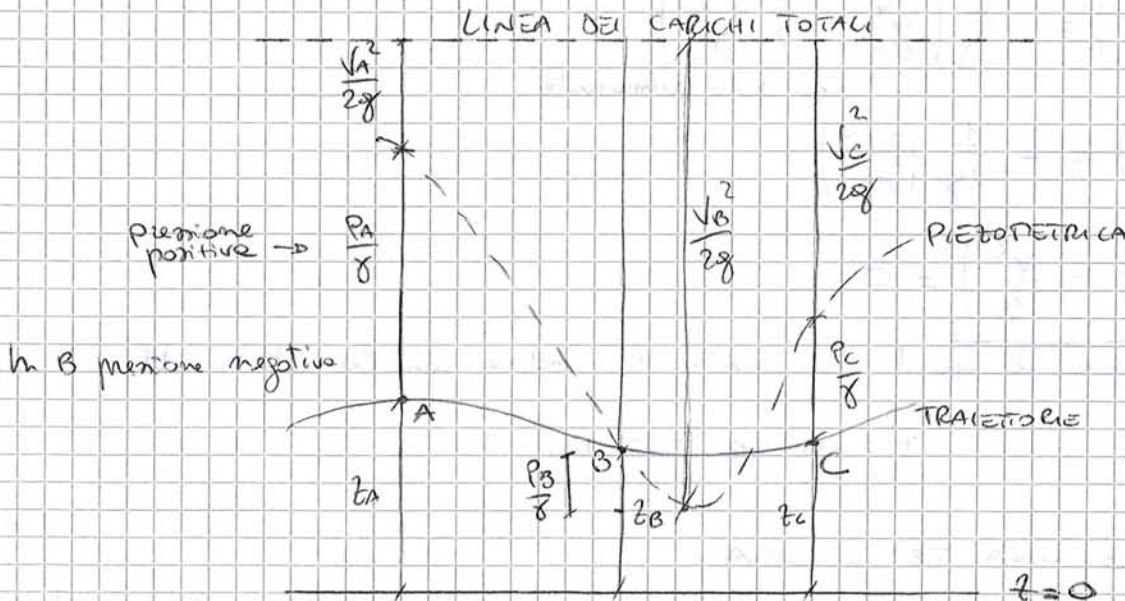 LINEA DEI CARICHI TOTALI
V_A²/2g
V_C²/2g
V_B²/2g
PIEZOMETRICA
pressione positiva → P_A/γ
In B pressione negativa
P_C/γ
A
TRAIETTORIE
B
C
P_B/γ
z_A
z_B
z_C
z = 0